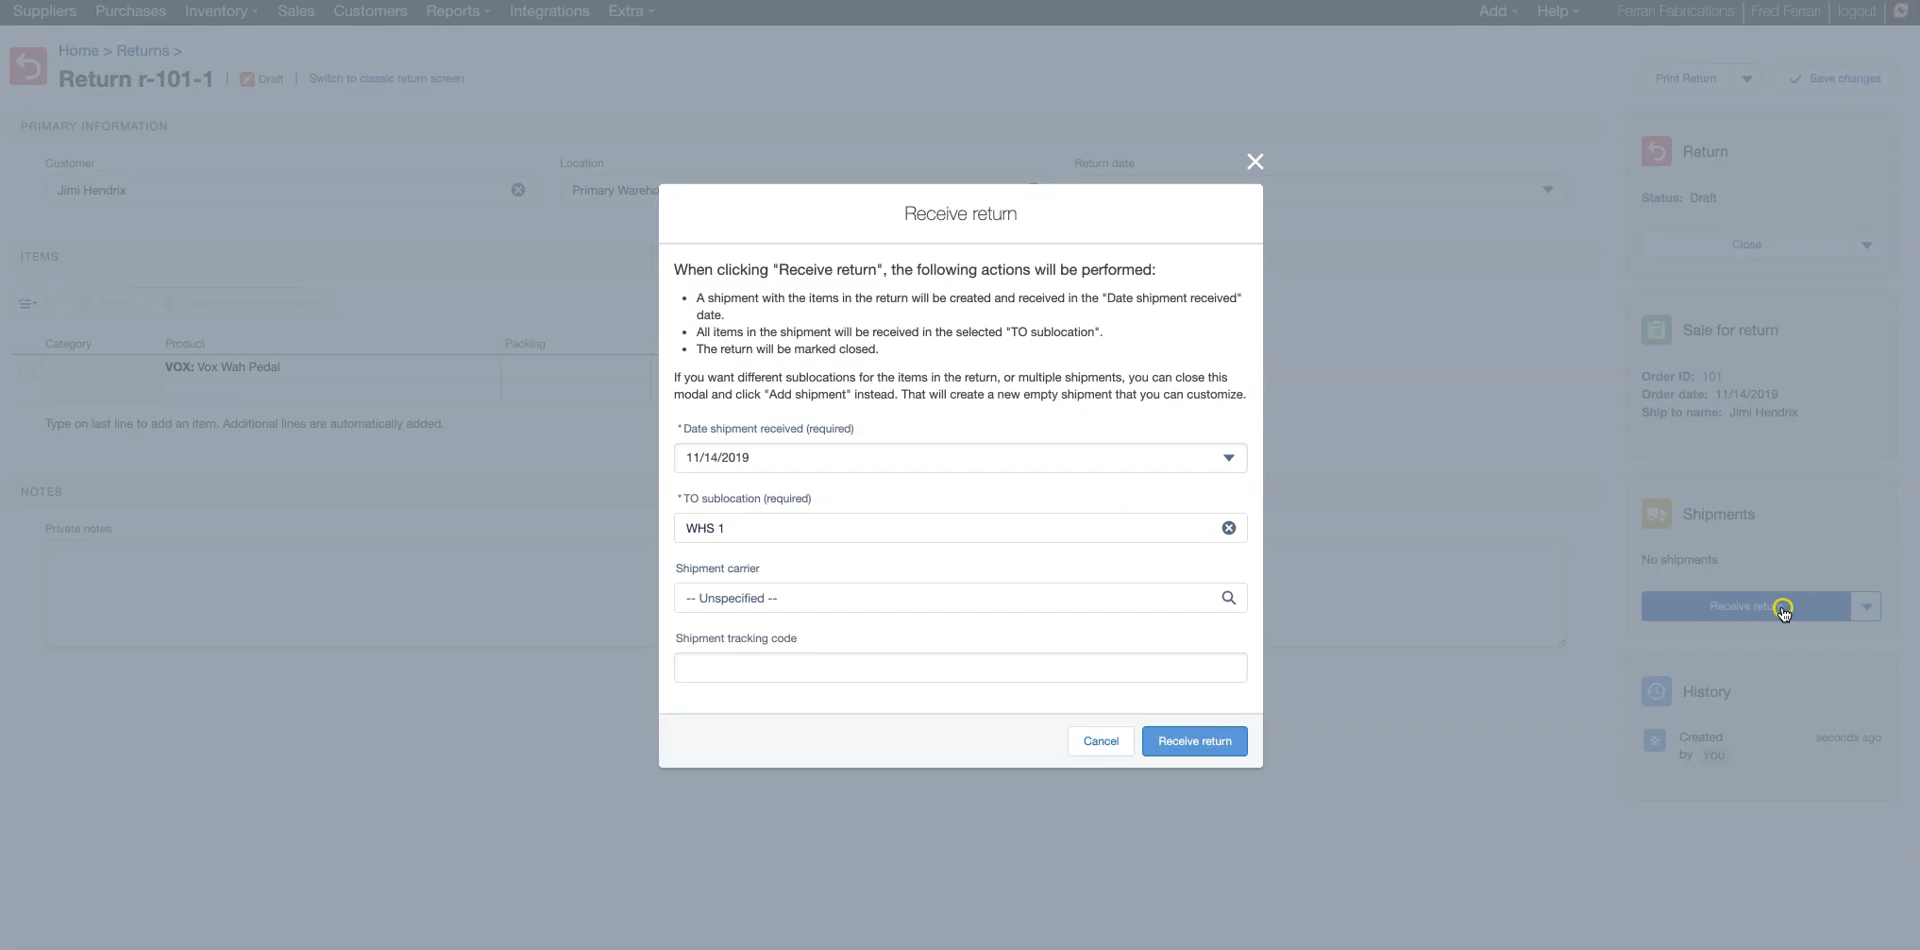 Suppliers Purchases Inventory Sales Customers Reports Integrations Extra Add Help Ferrari Fabrications Fred Ferrari logout
Home > Returns >
Return r-101-1 | Draft | Switch to classic return screen
Print Return Save changes
PRIMARY INFORMATION
Customer Location Return date
Jimi Hendrix Primary Wareho
ITEMS
Category Product Packing
VOX: Vox Wah Pedal
Type on last line to add an item. Additional lines are automatically added.
NOTES
Private notes
Receive return
When clicking "Receive return", the following actions will be performed:
• A shipment with the items in the return will be created and received in the "Date shipment received"
date.
• All items in the shipment will be received in the selected "TO sublocation".
• The return will be marked closed.
If you want different sublocations for the items in the return, or multiple shipments, you can close this
modal and click "Add shipment" instead. That will create a new empty shipment that you can customize.
*Date shipment received (required)
11/14/2019
*TO sublocation (required)
WHS 1
Shipment carrier
-- Unspecified --
Shipment tracking code
Cancel Receive return
Return
Status: Draft
Close
Sale for return
Order ID: 101
Order date: 11/14/2019
Ship to name: Jimi Hendrix
Shipments
No shipments
Receive retu
History
Created seconds ago
by you